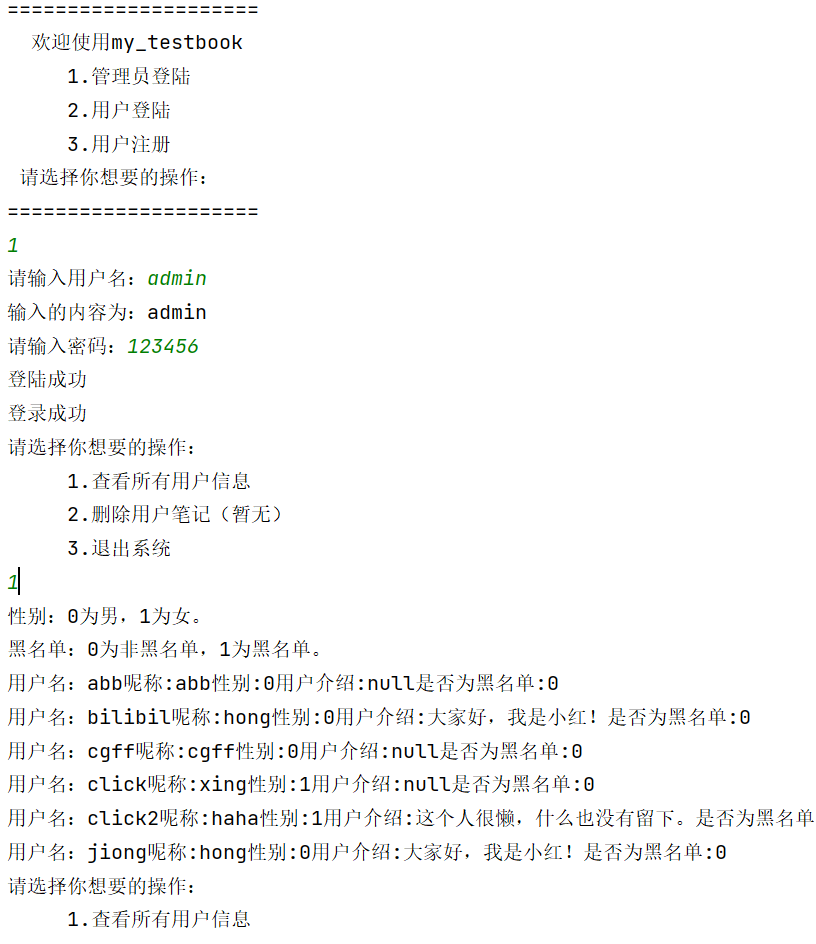 =====================
欢迎使用my_testbook
1.管理员登陆
2.用户登陆
3.用户注册
请选择你想要的操作:
=====================
1
请输入用户名：admin
输入的内容为：admin
请输入密码：123456
登陆成功
登录成功
请选择你想要的操作:
1.查看所有用户信息
2.删除用户笔记（暂无）
3.退出系统
1
性别：0为男，1为女。
黑名单：0为非黑名单，1为黑名单。
用户名：abb昵称:abb性别:0用户介绍:null是否为黑名单:0
用户名：bilibil昵称:hong性别:0用户介绍:大家好，我是小红！是否为黑名单:0
用户名：cgff昵称:cgff性别:0用户介绍:null是否为黑名单:0
用户名：click昵称:xing性别:1用户介绍:null是否为黑名单:0
用户名：click2昵称:haha性别:1用户介绍:这个人很懒，什么也没有留下。是否为黑名单
用户名：jiong昵称:hong性别:0用户介绍:大家好，我是小红！是否为黑名单:0
请选择你想要的操作:
1.查看所有用户信息